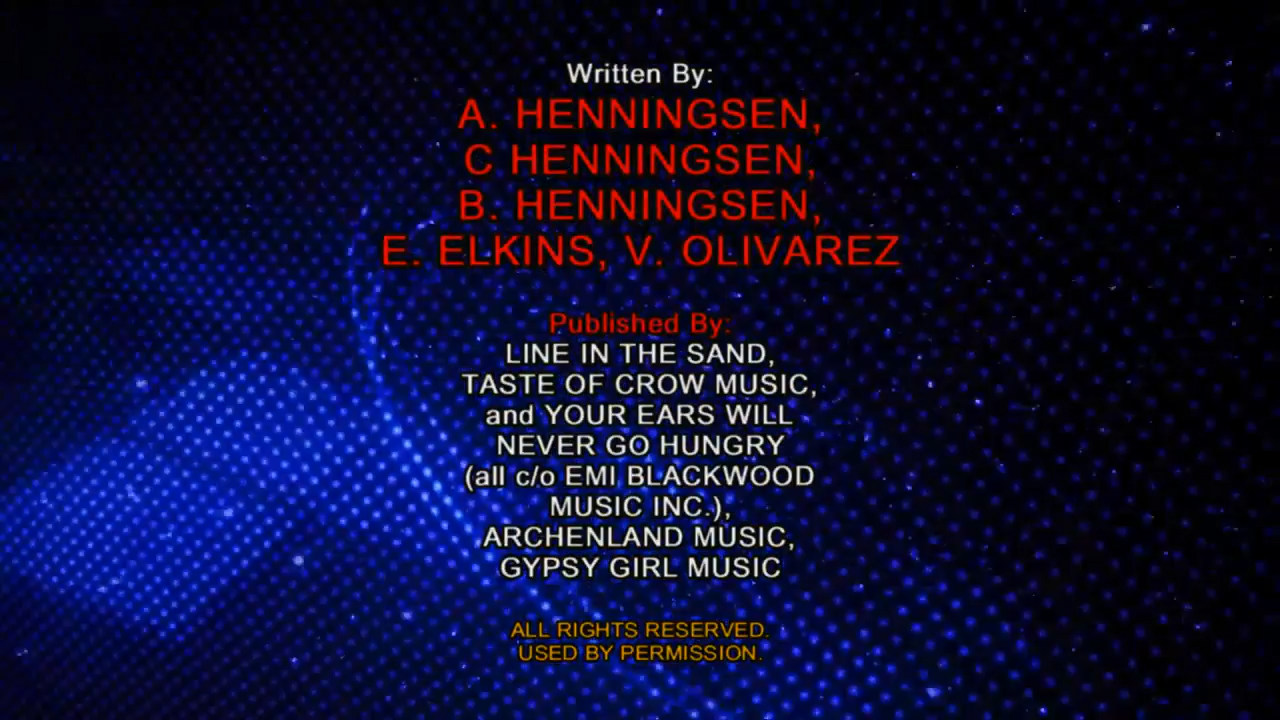 Written By:
A. HENNINGSEN,
C HENNINGSEN,
B. HENNINGSEN,
E. ELKINS, V. OLIVAREZ
Published By:
LINE IN THE SAND,
TASTE OF CROW MUSIC,
and YOUR EARS WILL
NEVER GO HUNGRY
(all c/o EMI BLACKWOOD
MUSIC INC.),
ARCHENLAND MUSIC,
GYPSY GIRL MUSIC
ALL RIGHTS RESERVED.
USED BY PERMISSION.